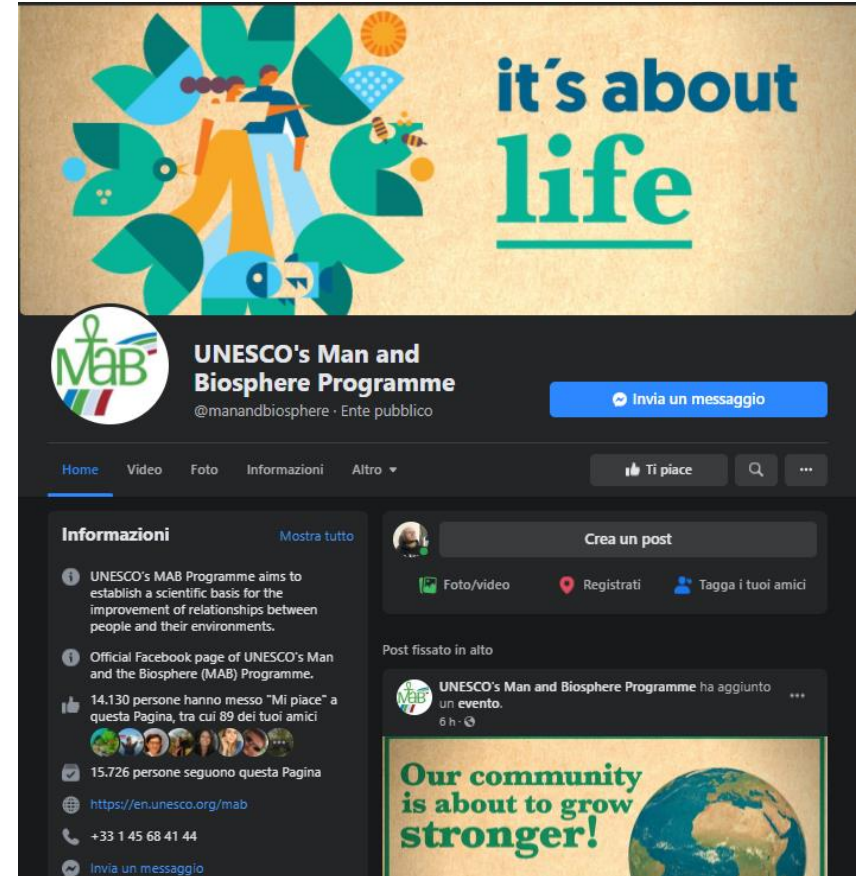 it´s about
life
MaB
UNESCO's Man and
Biosphere Programme
@manandbiosphere · Ente pubblico
Invia un messaggio
Home Video Foto Informazioni Altro
Ti piace
Informazioni
Mostra tutto
UNESCO's MAB Programme aims to
establish a scientific basis for the
improvement of relationships between
people and their environments.
Official Facebook page of UNESCO's Man
and the Biosphere (MAB) Programme.
14.130 persone hanno messo "Mi piace" a
questa Pagina, tra cui 89 dei tuoi amici
15.726 persone seguono questa Pagina
https://en.unesco.org/mab
+33 1 45 68 41 44
Invia un messaggio
Crea un post
Foto/video Registrati Tagga i tuoi amici
Post fissato in alto
MaB
UNESCO's Man and Biosphere Programme ha aggiunto
un evento.
6 h ·
Our community
is about to grow
stronger!